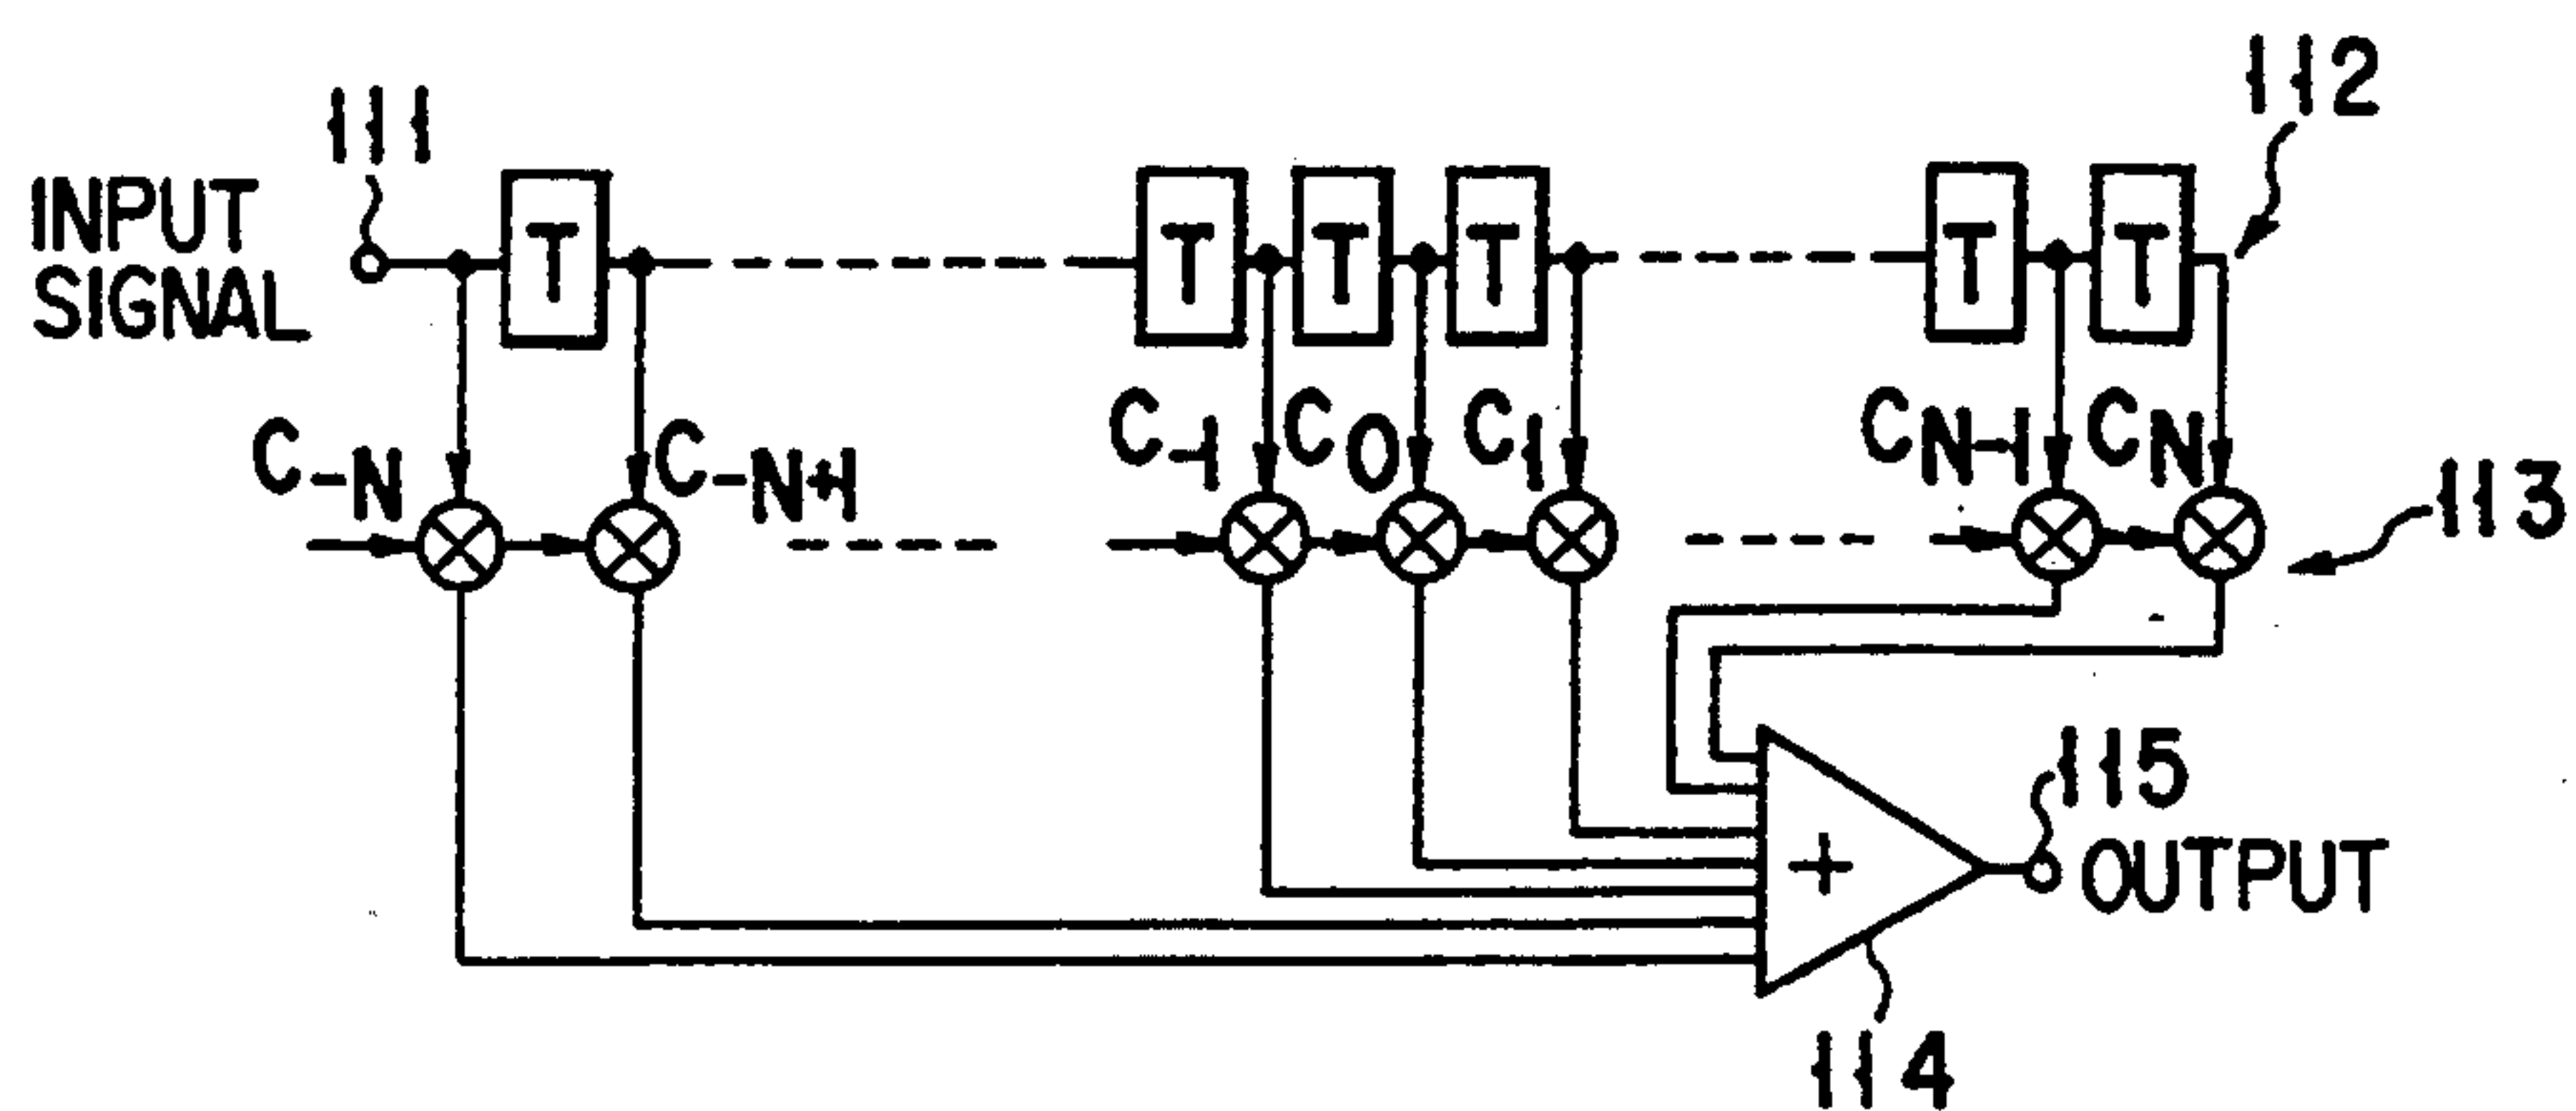 111
112
INPUT
SIGNAL
T T T T T T
C-N C-N+1 C-1 C0 C1 CN-1 CN
113
115
+
OUTPUT
114